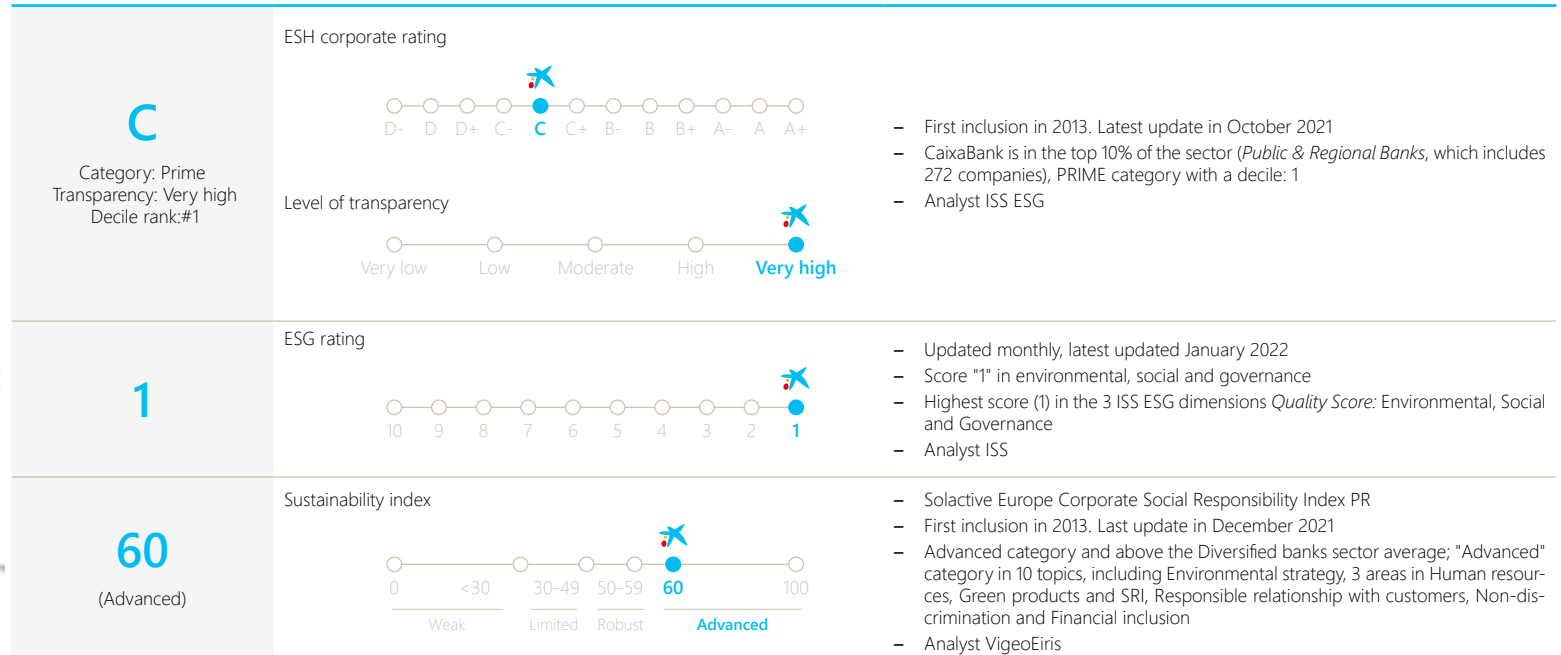 C
Category: Prime
Transparency: Very high
Decile rank:#1
ESH corporate rating
D- D D+ C- C C+ B- B B+ A- A A+
Level of transparency
Very low Low Moderate High Very high
– First inclusion in 2013. Latest update in October 2021
– CaixaBank is in the top 10% of the sector (Public & Regional Banks, which includes
272 companies), PRIME category with a decile: 1
– Analyst ISS ESG
1
ESG rating
10 9 8 7 6 5 4 3 2 1
– Updated monthly, latest updated January 2022
– Score "1" in environmental, social and governance
– Highest score (1) in the 3 ISS ESG dimensions Quality Score: Environmental, Social
and Governance
– Analyst ISS
60
(Advanced)
Sustainability index
0 <30 30-49 50-59 60 100
Weak Limited Robust Advanced
– Solactive Europe Corporate Social Responsibility Index PR
– First inclusion in 2013. Last update in December 2021
– Advanced category and above the Diversified banks sector average; "Advanced"
category in 10 topics, including Environmental strategy, 3 areas in Human resour-
ces, Green products and SRI, Responsible relationship with customers, Non-dis-
crimination and Financial inclusion
– Analyst VigeoEiris